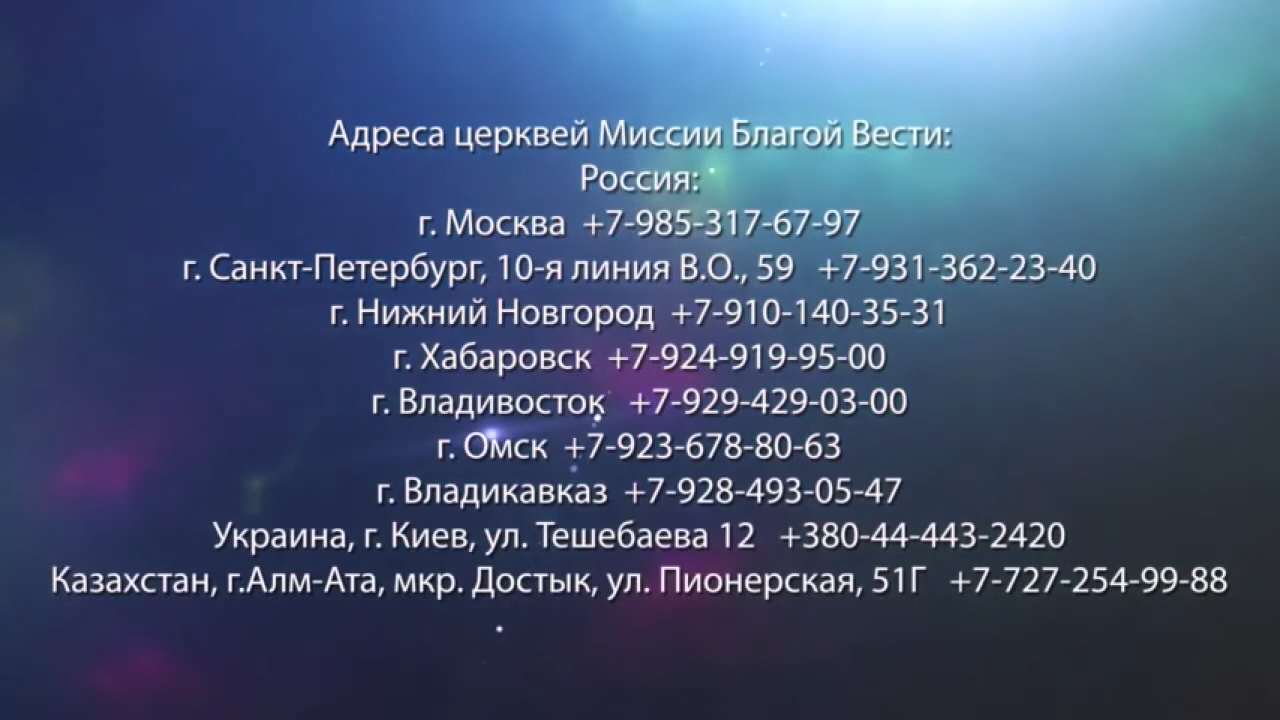 Адреса церквей Миссии Благой Вести:
Россия:
г. Москва +7-985-317-67-97
г. Санкт-Петербург, 10-я линия В.О., 59 +7-931-362-23-40
г. Нижний Новгород +7-910-140-35-31
г. Хабаровск +7-924-919-95-00
г. Владивосток +7-929-429-03-00
г. Омск +7-923-678-80-63
г. Владикавказ +7-928-493-05-47
Украина, г. Киев, ул. Тешебаева 12 +380-44-443-2420
Казахстан, г.Алм-Ата, мкр. Достык, ул. Пионерская, 51Г +7-727-254-99-88